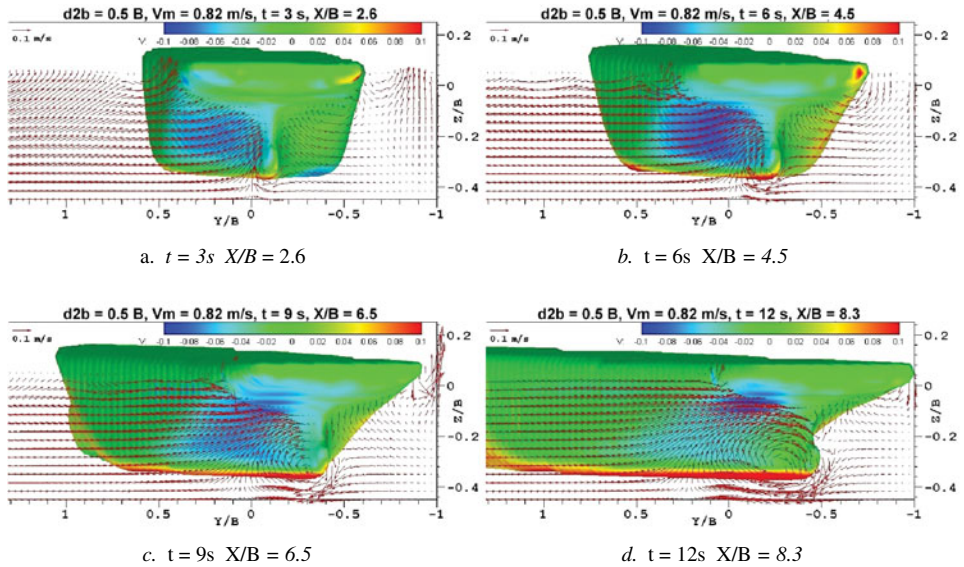 d2b = 0.5 B, Vm = 0.82 m/s, t = 3 s, X/B = 2.6
0.1 m/s
V -0.1 -0.08 -0.06 -0.04 -0.02 0 0.02 0.04 0.06 0.08 0.1
0.2
0
-0.2
-0.4
Z/B
1 0.5 0 -0.5 -1
Y/B
a. t = 3s X/B = 2.6
d2b = 0.5 B, Vm = 0.82 m/s, t = 6 s, X/B = 4.5
0.1 m/s
V -0.1 -0.08 -0.06 -0.04 -0.02 0 0.02 0.04 0.06 0.08 0.1
0.2
0
-0.2
-0.4
Z/B
1 0.5 0 -0.5 -1
Y/B
b. t = 6s X/B = 4.5
d2b = 0.5 B, Vm = 0.82 m/s, t = 9 s, X/B = 6.5
0.1 m/s
V -0.1 -0.08 -0.06 -0.04 -0.02 0 0.02 0.04 0.06 0.08 0.1
0.2
0
-0.2
-0.4
Z/B
1 0.5 0 -0.5 -1
Y/B
c. t = 9s X/B = 6.5
d2b = 0.5 B, Vm = 0.82 m/s, t = 12 s, X/B = 8.3
0.1 m/s
V -0.1 -0.08 -0.06 -0.04 -0.02 0 0.02 0.04 0.06 0.08 0.1
0.2
0
-0.2
-0.4
Z/B
1 0.5 0 -0.5 -1
Y/B
d. t = 12s X/B = 8.3